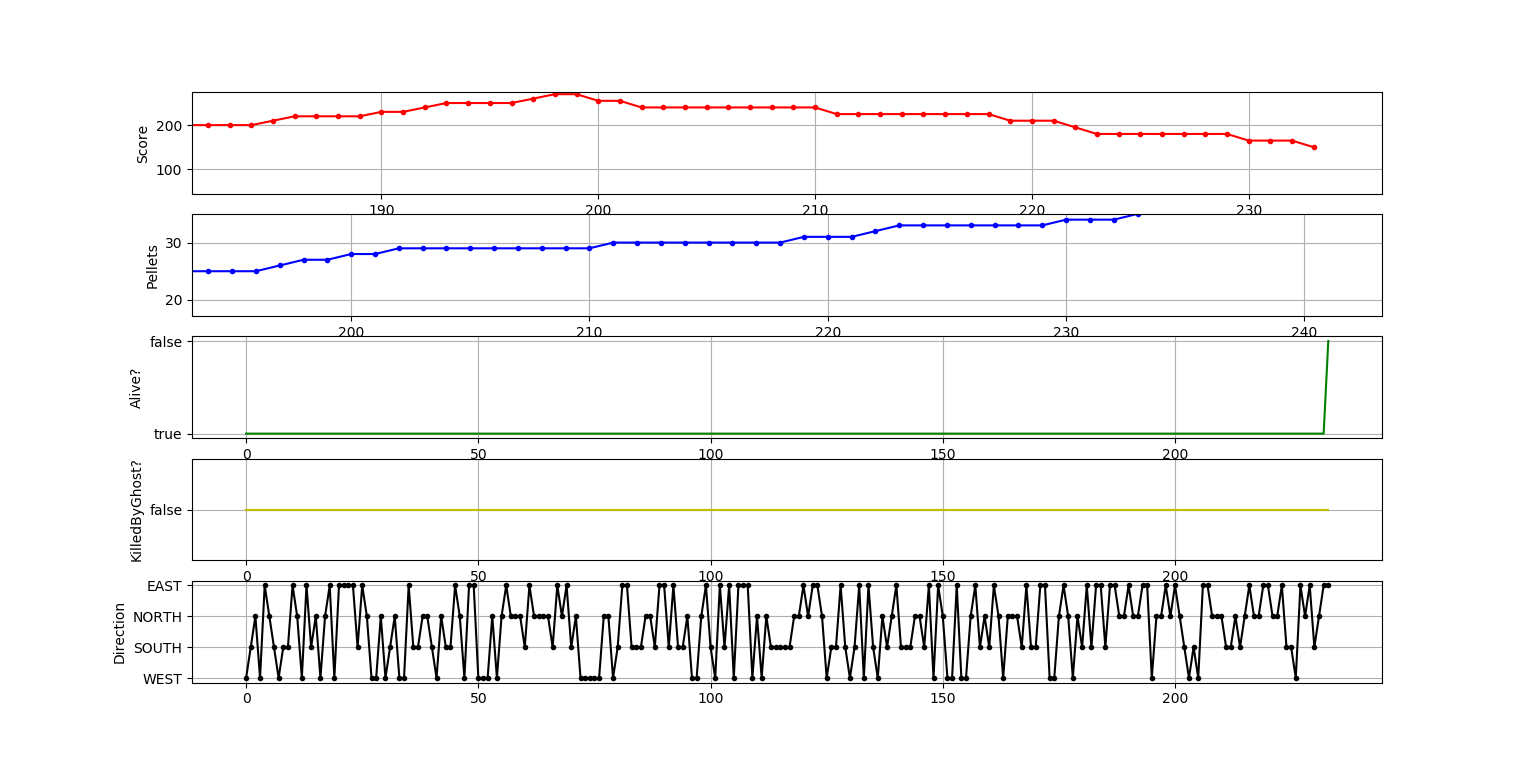 Score
200
100
190 200 210 220 230
Pellets
30
20
200 210 220 230 240
Alive?
false
true
0 50 100 150 200
KilledByGhost?
false
0 50 100 150 200
Direction
EAST
NORTH
SOUTH
WEST
0 50 100 150 200